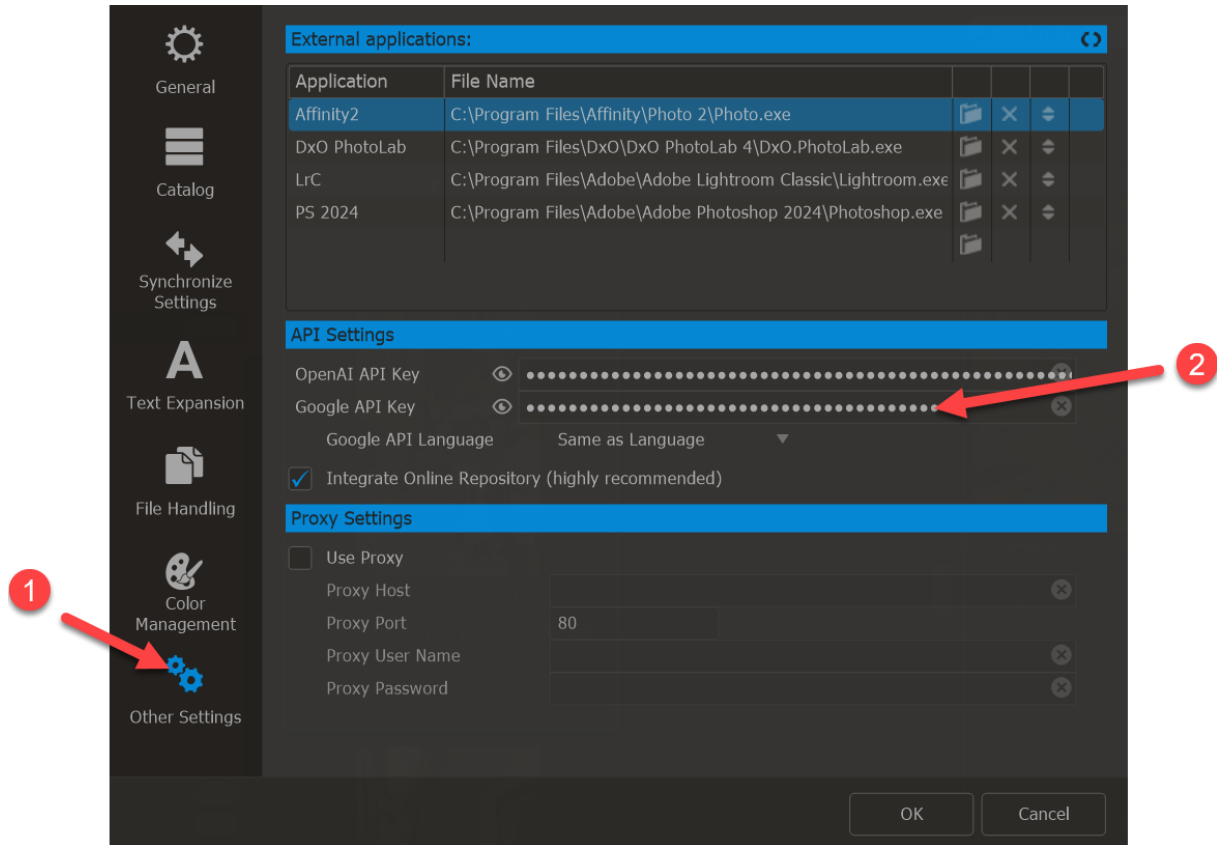 General
Catalog
Synchronize
Settings
Text Expansion
File Handling
Color
Management
Other Settings
1
External applications:
Application File Name
Affinity2 C:\Program Files\Affinity\Photo 2\Photo.exe
DxO PhotoLab C:\Program Files\DxO\DxO PhotoLab 4\DxO.PhotoLab.exe
LrC C:\Program Files\Adobe\Adobe Lightroom Classic\Lightroom.exe
PS 2024 C:\Program Files\Adobe\Adobe Photoshop 2024\Photoshop.exe
API Settings
OpenAI API Key
Google API Key
2
Google API Language Same as Language
Integrate Online Repository (highly recommended)
Proxy Settings
Use Proxy
Proxy Host
Proxy Port 80
Proxy User Name
Proxy Password
OK Cancel